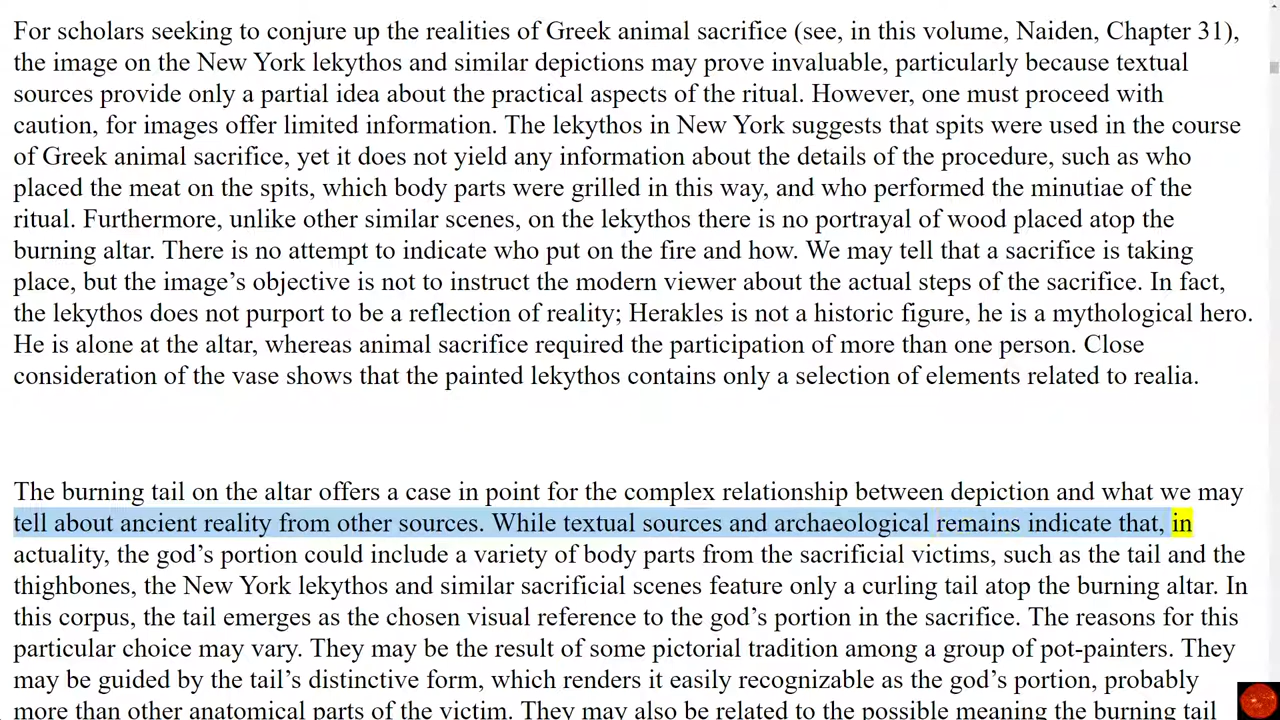 For scholars seeking to conjure up the realities of Greek animal sacrifice (see, in this volume, Naiden, Chapter 31),
the image on the New York lekythos and similar depictions may prove invaluable, particularly because textual
sources provide only a partial idea about the practical aspects of the ritual. However, one must proceed with
caution, for images offer limited information. The lekythos in New York suggests that spits were used in the course
of Greek animal sacrifice, yet it does not yield any information about the details of the procedure, such as who
placed the meat on the spits, which body parts were grilled in this way, and who performed the minutiae of the
ritual. Furthermore, unlike other similar scenes, on the lekythos there is no portrayal of wood placed atop the
burning altar. There is no attempt to indicate who put on the fire and how. We may tell that a sacrifice is taking
place, but the image’s objective is not to instruct the modern viewer about the actual steps of the sacrifice. In fact,
the lekythos does not purport to be a reflection of reality; Herakles is not a historic figure, he is a mythological hero.
He is alone at the altar, whereas animal sacrifice required the participation of more than one person. Close
consideration of the vase shows that the painted lekythos contains only a selection of elements related to realia.
The burning tail on the altar offers a case in point for the complex relationship between depiction and what we may
tell about ancient reality from other sources. While textual sources and archaeological remains indicate that, in
actuality, the god’s portion could include a variety of body parts from the sacrificial victims, such as the tail and the
thighbones, the New York lekythos and similar sacrificial scenes feature only a curling tail atop the burning altar. In
this corpus, the tail emerges as the chosen visual reference to the god’s portion in the sacrifice. The reasons for this
particular choice may vary. They may be the result of some pictorial tradition among a group of pot-painters. They
may be guided by the tail’s distinctive form, which renders it easily recognizable as the god’s portion, probably
more than other anatomical parts of the victim. They may also be related to the possible meaning the burning tail